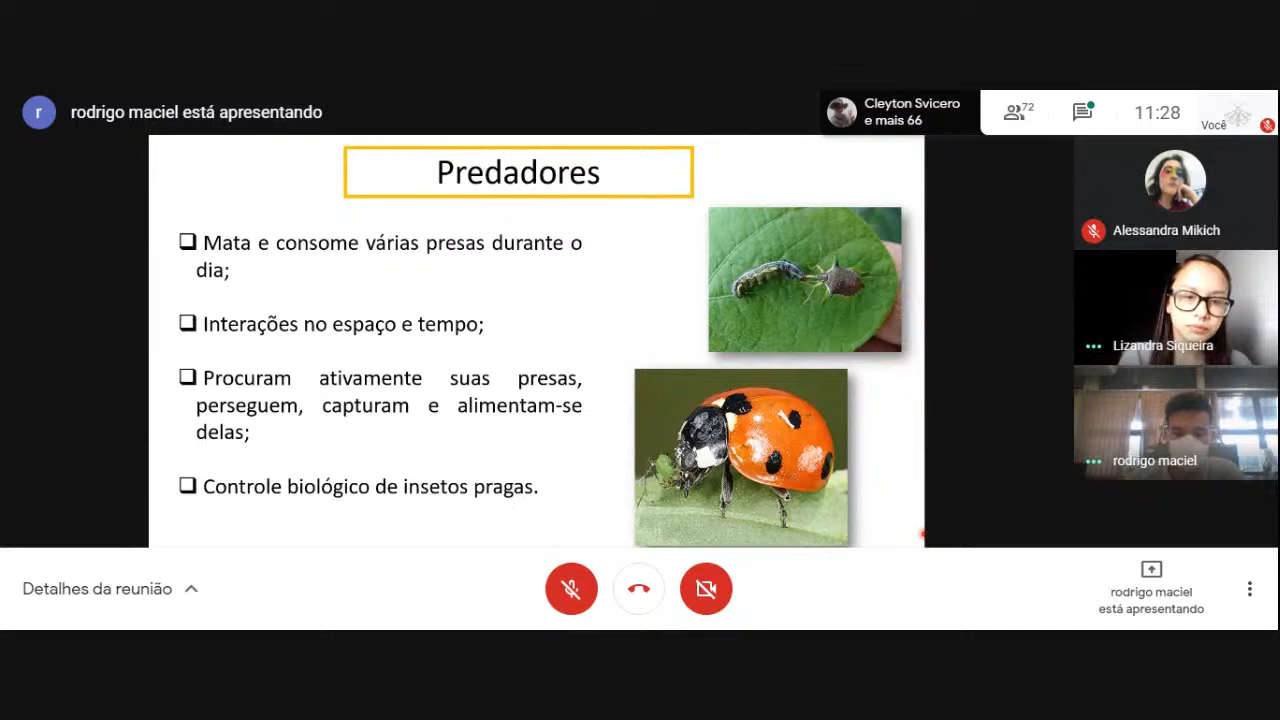 r
rodrigo maciel está apresentando
Cleyton Svicero
e mais 66
72
11:28
Você
Predadores
Mata e consome várias presas durante o
dia;
Interações no espaço e tempo;
Procuram ativamente suas presas,
perseguem, capturam e alimentam-se
delas;
Controle biológico de insetos pragas.
Alessandra Mikich
Lizandra Siqueira
rodrigo maciel
Detalhes da reunião
rodrigo maciel
está apresentando